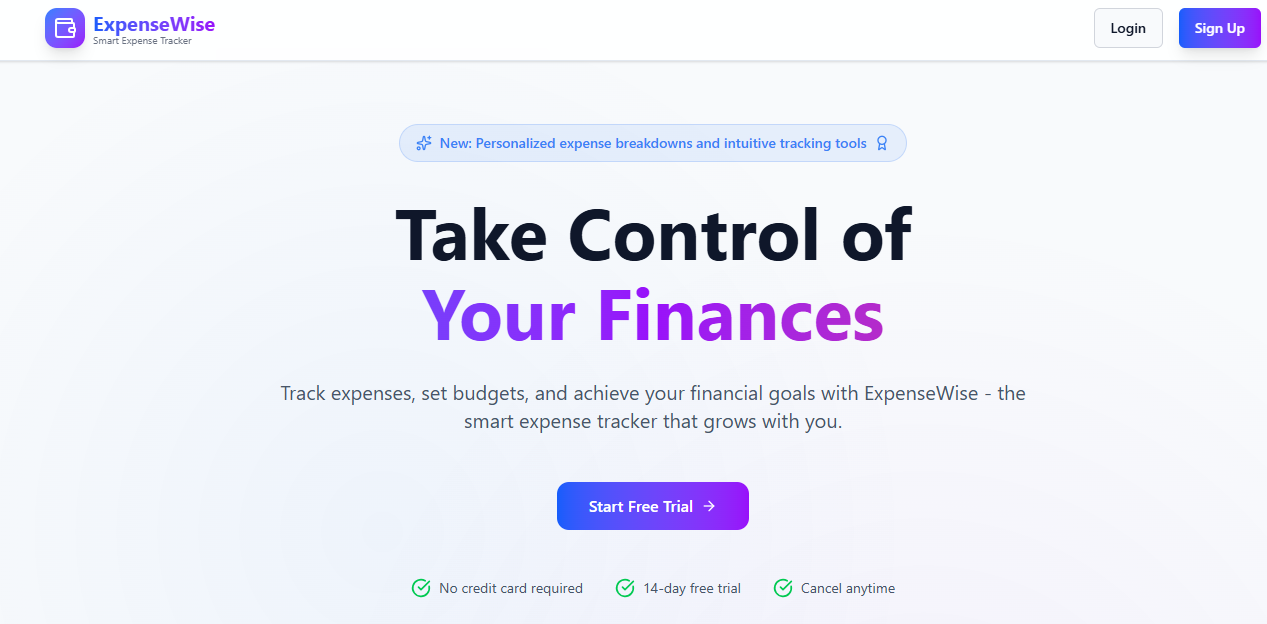 ExpenseWise
Smart Expense Tracker
Login
Sign Up
New: Personalized expense breakdowns and intuitive tracking tools
Take Control of
Your Finances
Track expenses, set budgets, and achieve your financial goals with ExpenseWise - the
smart expense tracker that grows with you.
Start Free Trial
No credit card required
14-day free trial
Cancel anytime